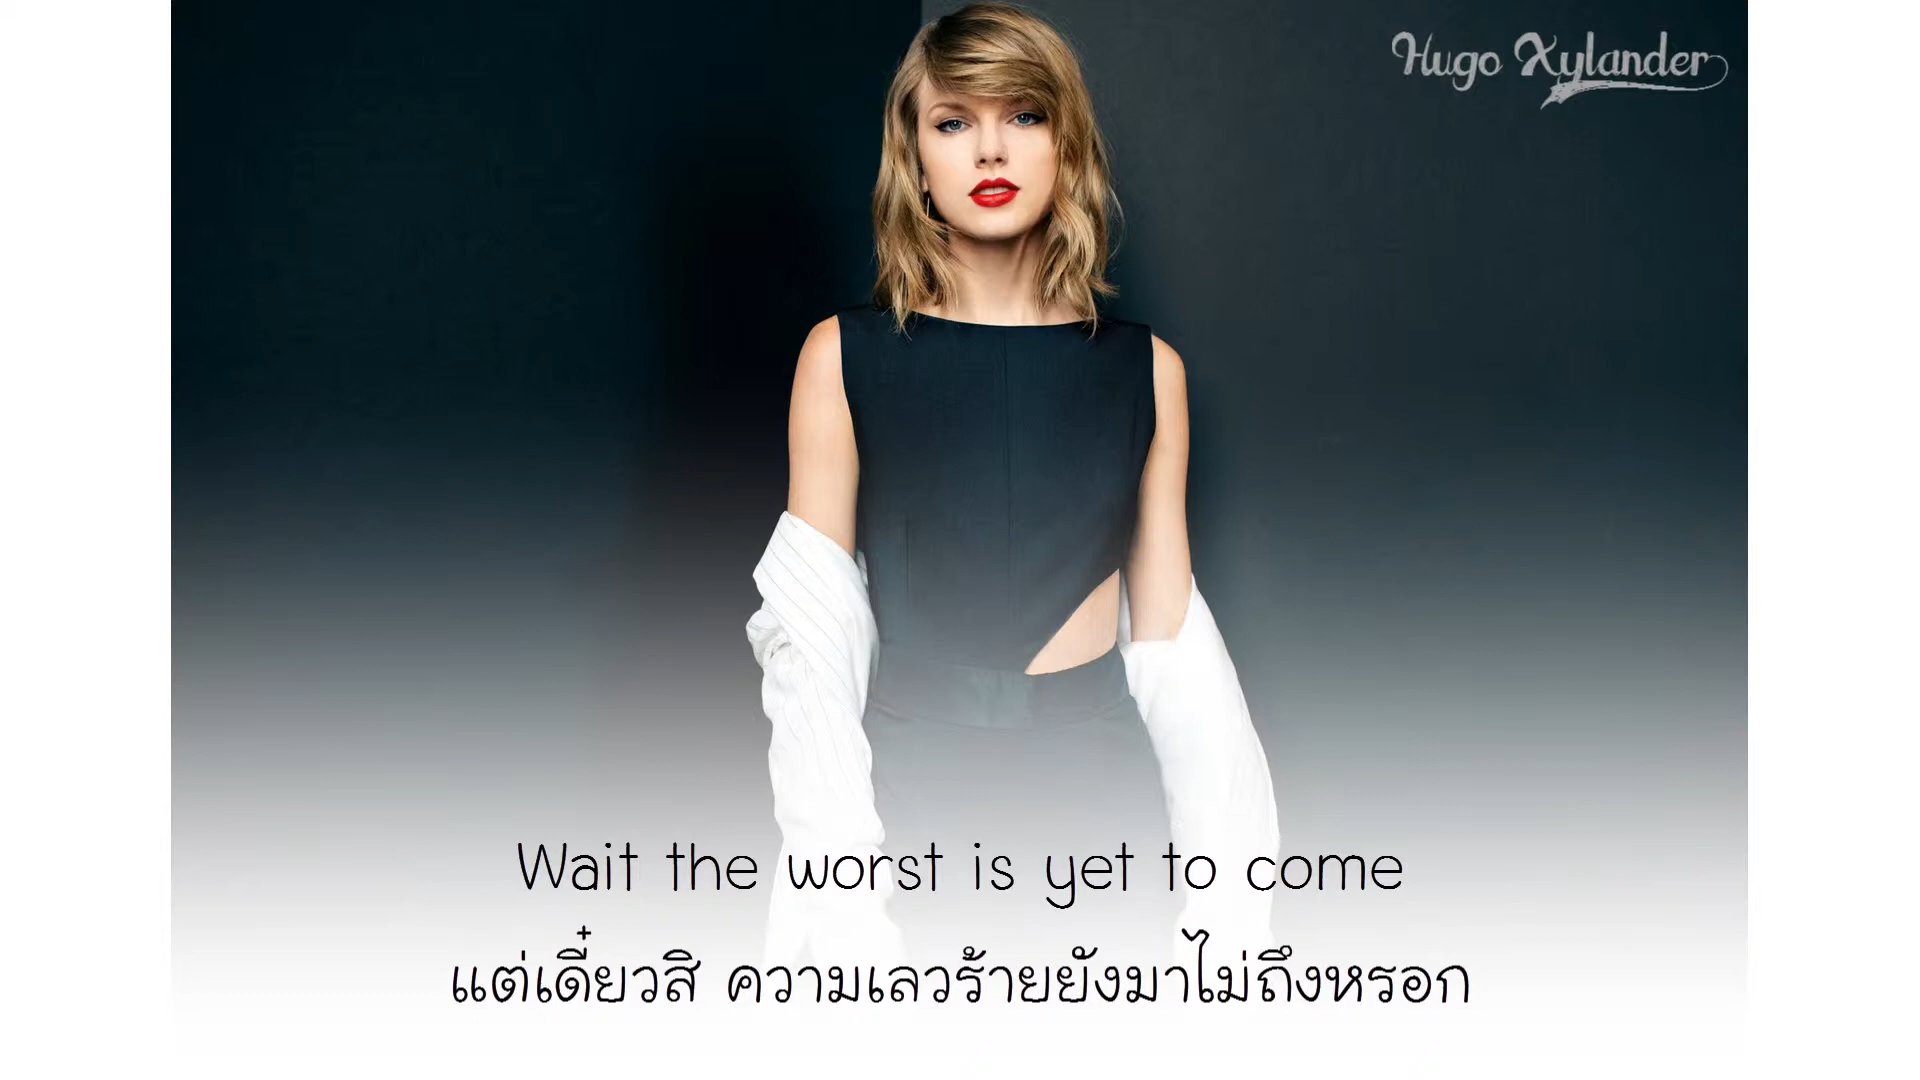 Hugo Xylander
Wait the worst is yet to come
แต่เดี๋ยวสิ ความเลวร้ายยังมาไม่ถึงหรอก